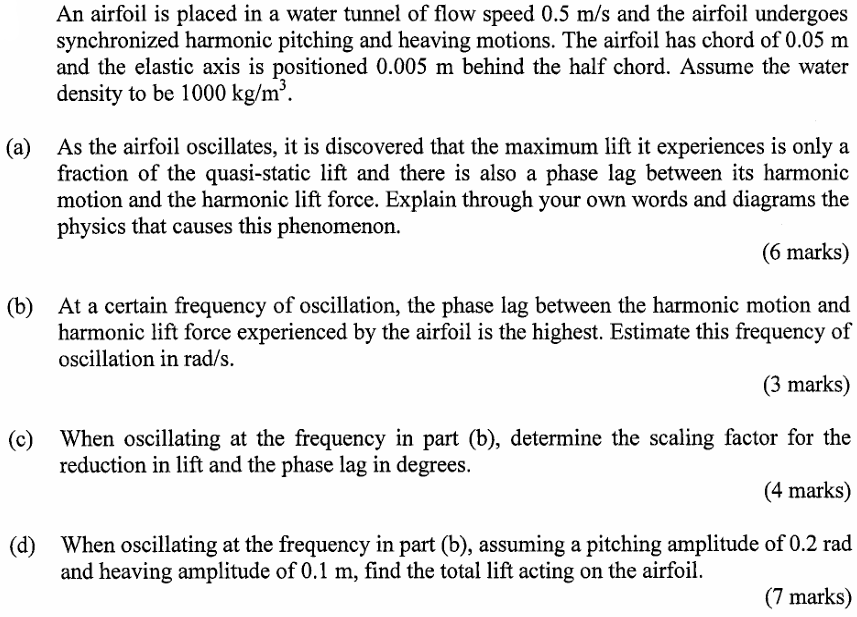 An airfoil is placed in a water tunnel of flow speed 0.5 m/s and the airfoil undergoes
synchronized harmonic pitching and heaving motions. The airfoil has chord of 0.05 m
and the elastic axis is positioned 0.005 m behind the half chord. Assume the water
density to be 1000 kg/m³.
(a) As the airfoil oscillates, it is discovered that the maximum lift it experiences is only a
fraction of the quasi-static lift and there is also a phase lag between its harmonic
motion and the harmonic lift force. Explain through your own words and diagrams the
physics that causes this phenomenon.
(6 marks)
(b) At a certain frequency of oscillation, the phase lag between the harmonic motion and
harmonic lift force experienced by the airfoil is the highest. Estimate this frequency of
oscillation in rad/s.
(3 marks)
(c) When oscillating at the frequency in part (b), determine the scaling factor for the
reduction in lift and the phase lag in degrees.
(4 marks)
(d) When oscillating at the frequency in part (b), assuming a pitching amplitude of 0.2 rad
and heaving amplitude of 0.1 m, find the total lift acting on the airfoil.
(7 marks)